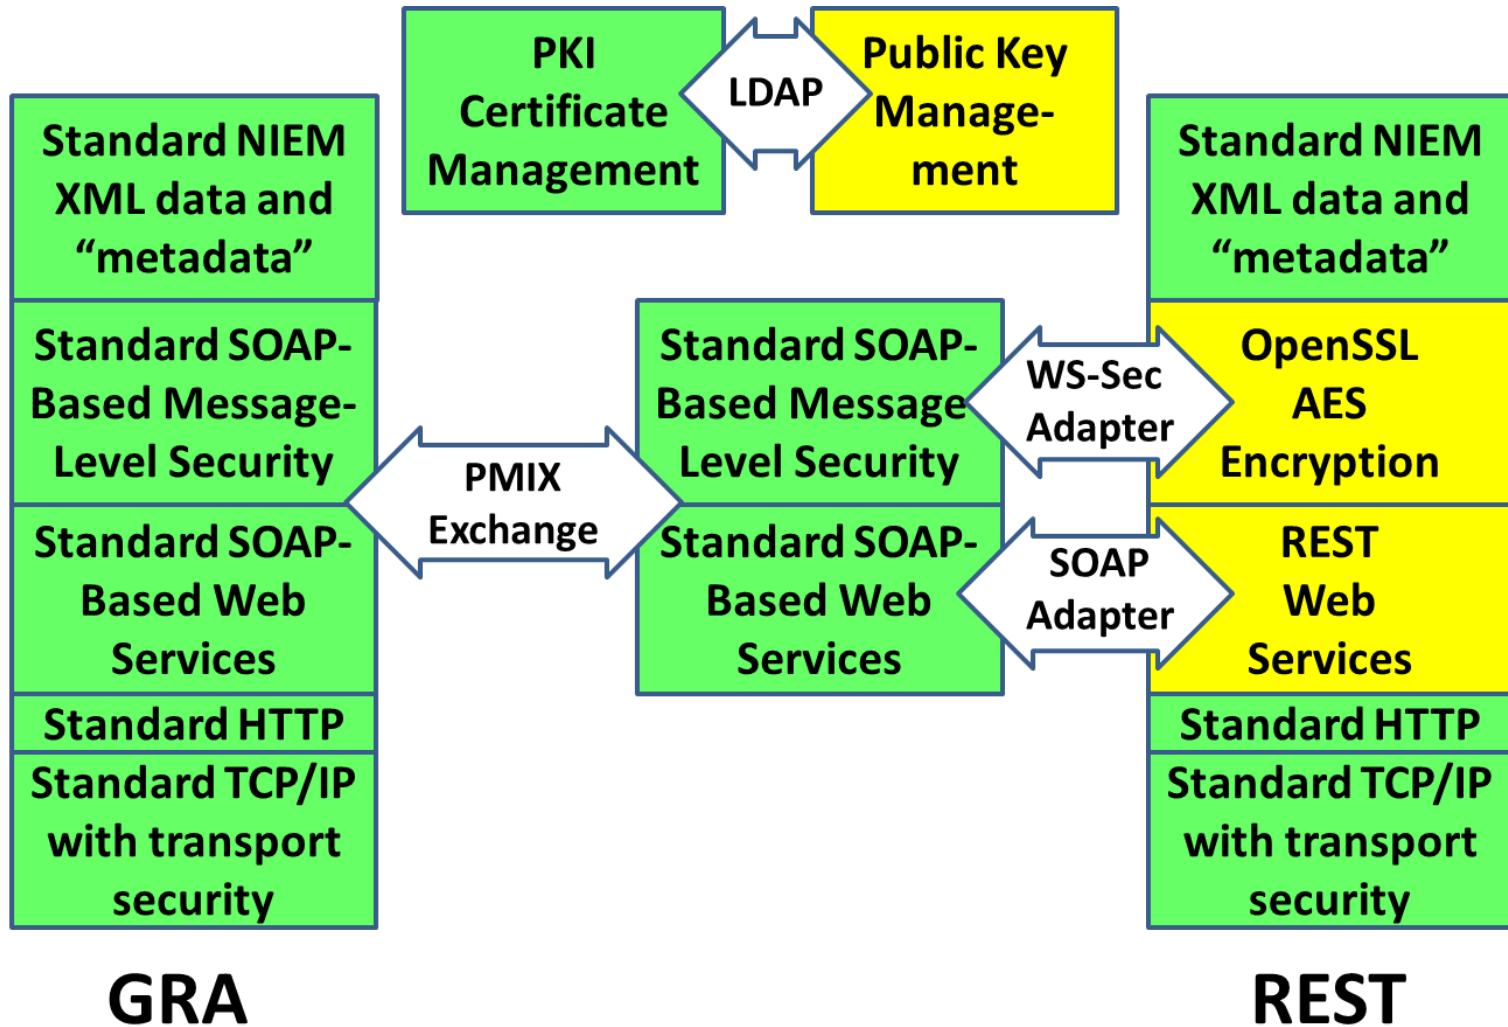 PKI
Certificate
Management
LDAP
Public Key
Manage-
ment
Standard NIEM
XML data and
“metadata”
Standard SOAP-
Based Message-
Level Security
Standard SOAP-
Based Web
Services
Standard HTTP
Standard TCP/IP
with transport
security
GRA
PMIX
Exchange
Standard SOAP-
Based Message
Level Security
Standard SOAP-
Based Web
Services
WS-Sec
Adapter
SOAP
Adapter
Standard NIEM
XML data and
“metadata”
OpenSSL
AES
Encryption
REST
Web
Services
Standard HTTP
Standard TCP/IP
with transport
security
REST